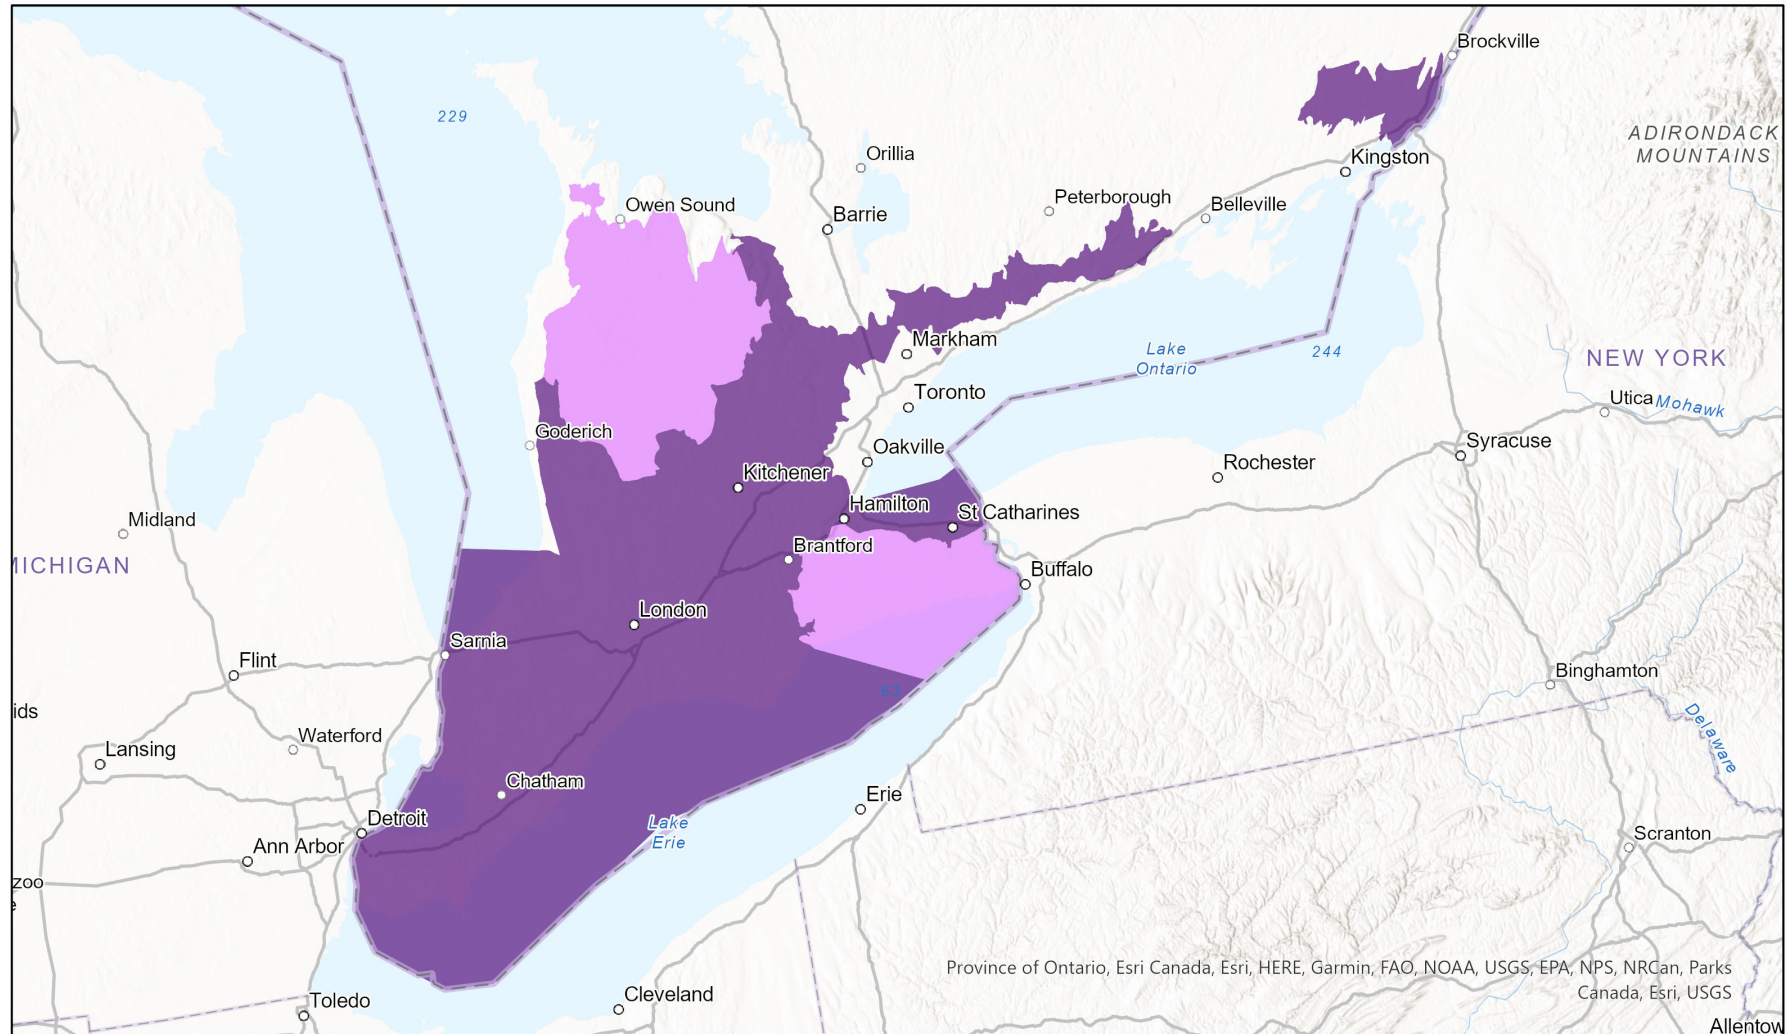 Brockville
229
ADIRONDACK
MOUNTAINS
Orillia
Kingston
Owen Sound
Peterborough
Belleville
Barrie
Markham
Lake
Ontario
244
NEW YORK
Toronto
Utica
Mohawk
Goderich
Oakville
Syracuse
Kitchener
Rochester
Hamilton
St Catharines
Midland
Brantford
MICHIGAN
Buffalo
London
Sarnia
Flint
Binghamton
63
ids
Delaware
Waterford
Lansing
Chatham
Erie
Detroit
Lake
Erie
Scranton
Ann Arbor
zoo
e
Province of Ontario, Esri Canada, Esri, HERE, Garmin, FAO, NOAA, USGS, EPA, NPS, NRCan, Parks
Canada, Esri, USGS
Cleveland
Toledo
Allentow